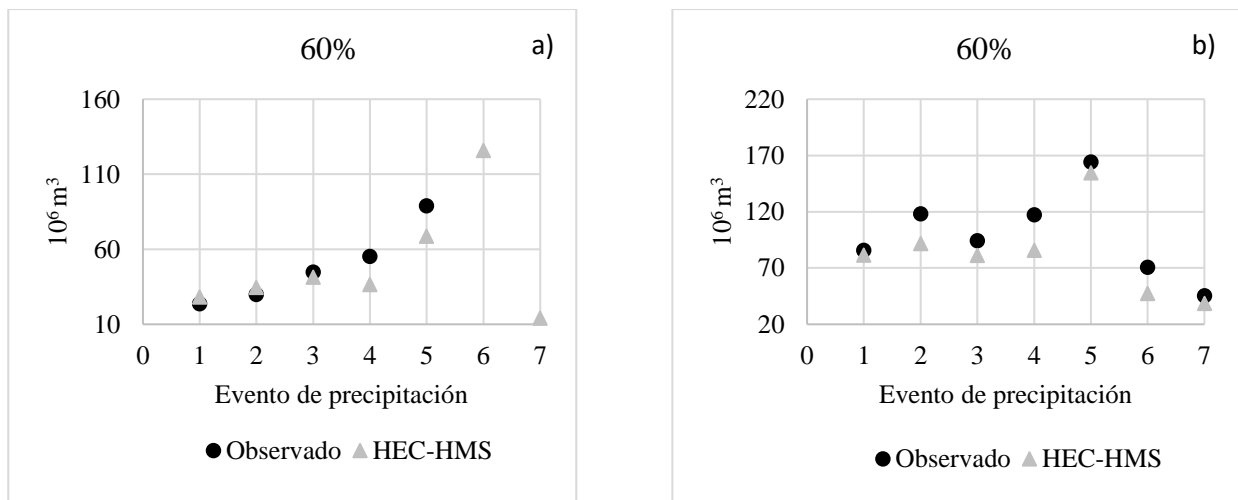 60%
a)
160
110
60
10
10⁶ m³
0 1 2 3 4 5 6 7
Evento de precipitación
Observado HEC-HMS
60%
b)
220
170
120
70
20
10⁶ m³
0 1 2 3 4 5 6 7
Evento de precipitación
Observado HEC-HMS